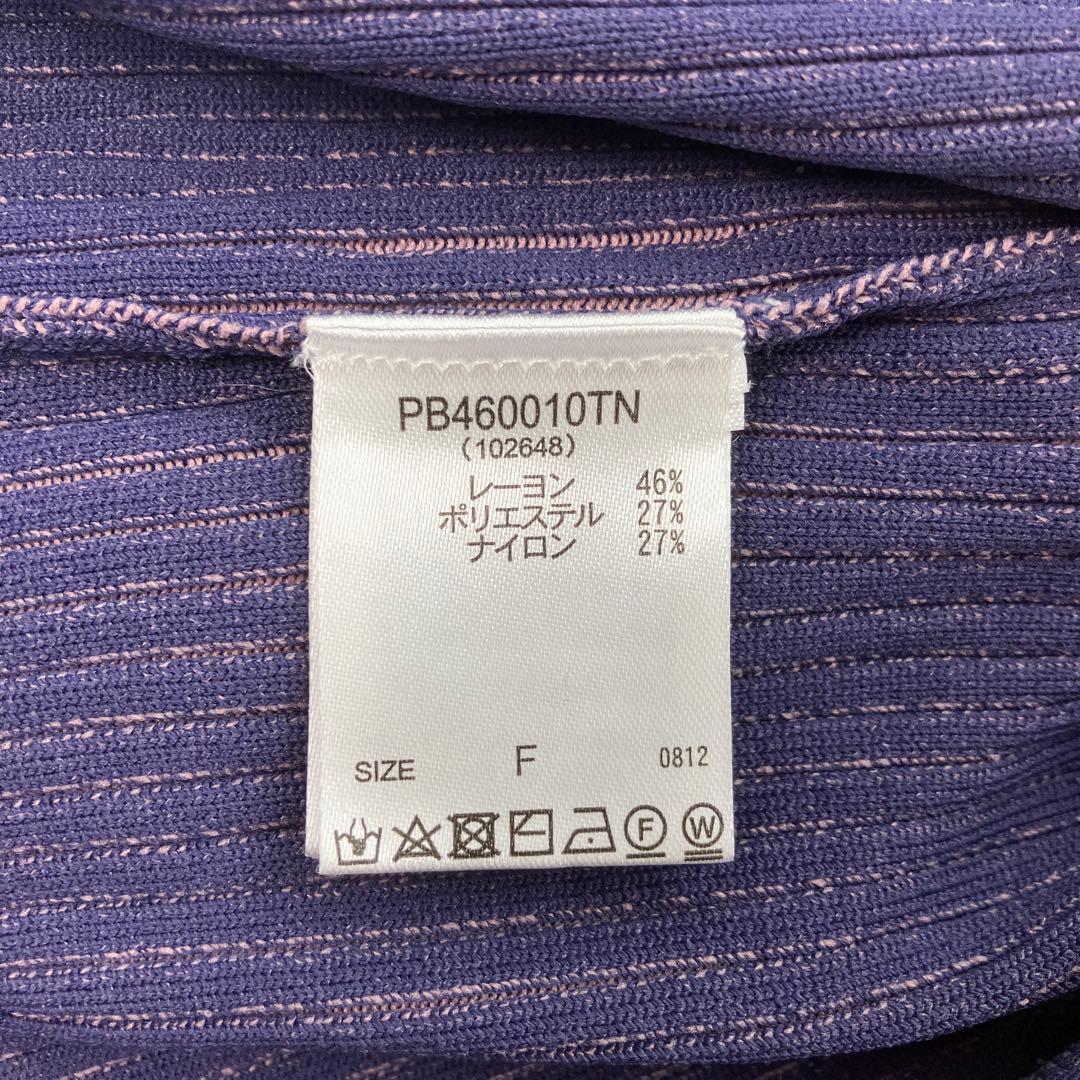 PB460010TN
(102648)
レーヨン 46%
ポリエステル 27%
ナイロン 27%
SIZE F 0812
F W